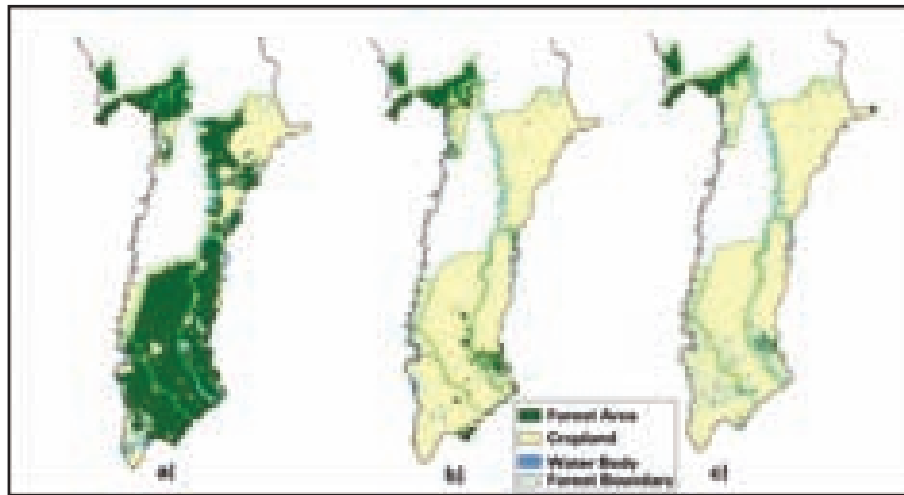 a)
b)
c)
Forest Area
Cropland
Water Body
Forest Boundary